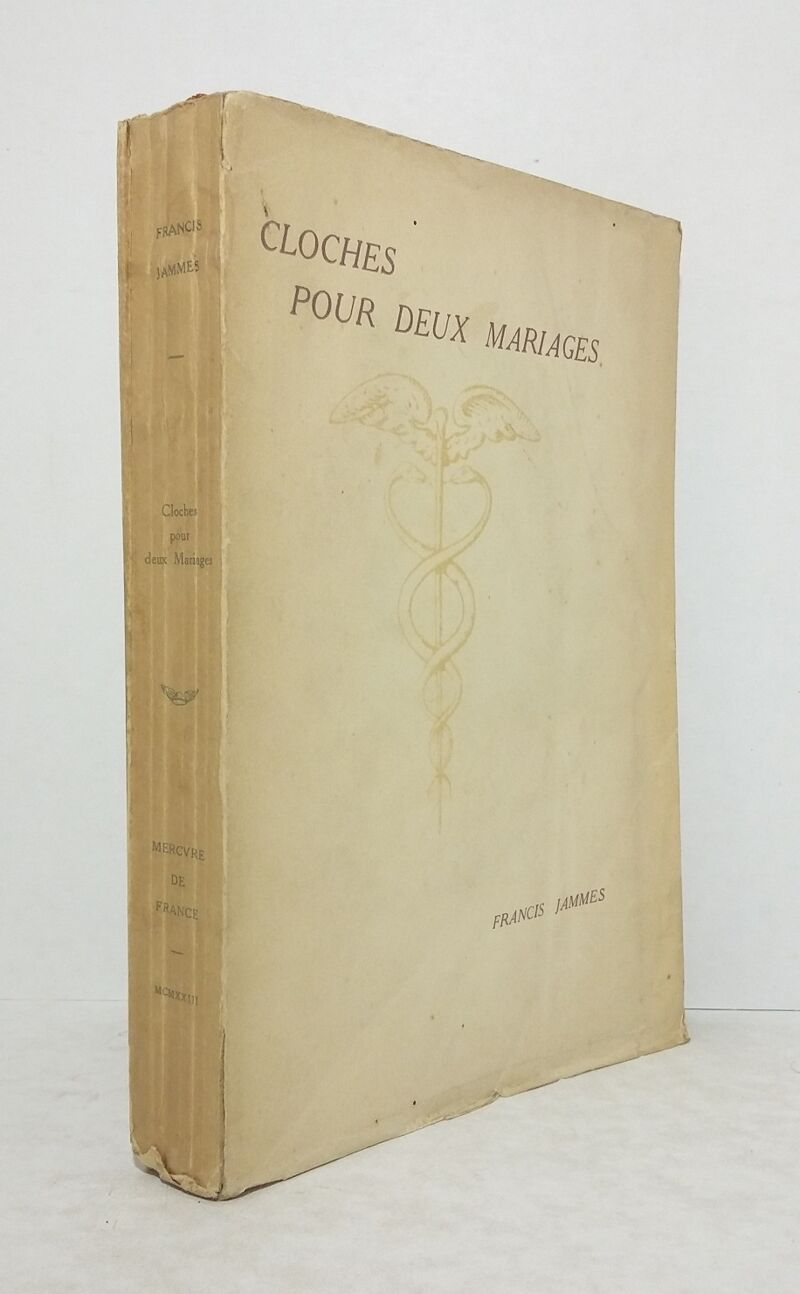 FRANCIS
JAMMES
Cloches
pour
deux Mariages
MERCVRE
DE
FRANCE
MCMXXIII
CLOCHES
POUR DEUX MARIAGES
FRANCIS JAMMES